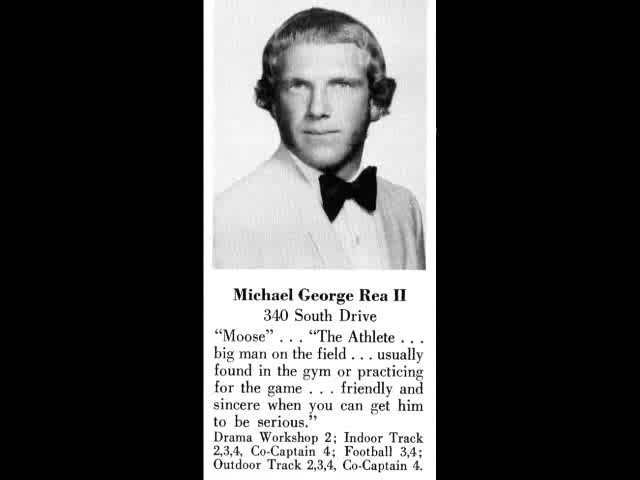 Michael George Rea II
340 South Drive
“Moose” . . . “The Athlete . . .
big man on the field . . . usually
found in the gym or practicing
for the game . . . friendly and
sincere when you can get him
to be serious.”
Drama Workshop 2; Indoor Track
2,3,4, Co-Captain 4; Football 3,4;
Outdoor Track 2,3,4, Co-Captain 4.